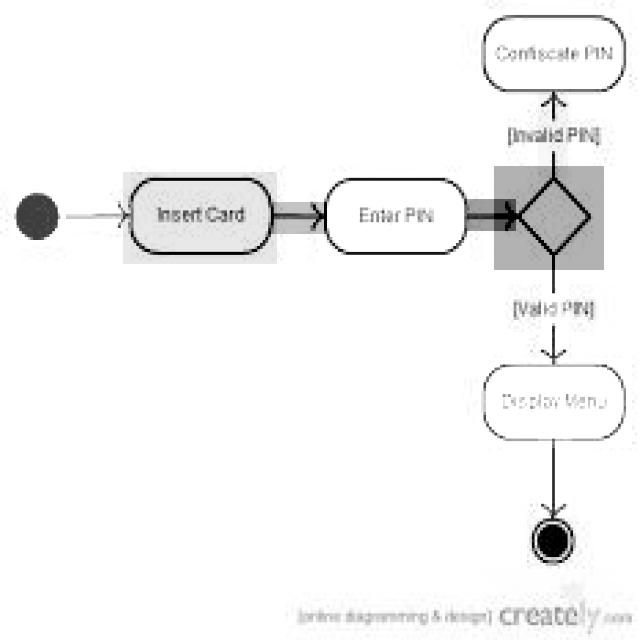 Confiscate PIN
[Invalid PIN]
Insert Card
Enter PIN
[Valid PIN]
Display Menu
[online diagramming & design] creately.com